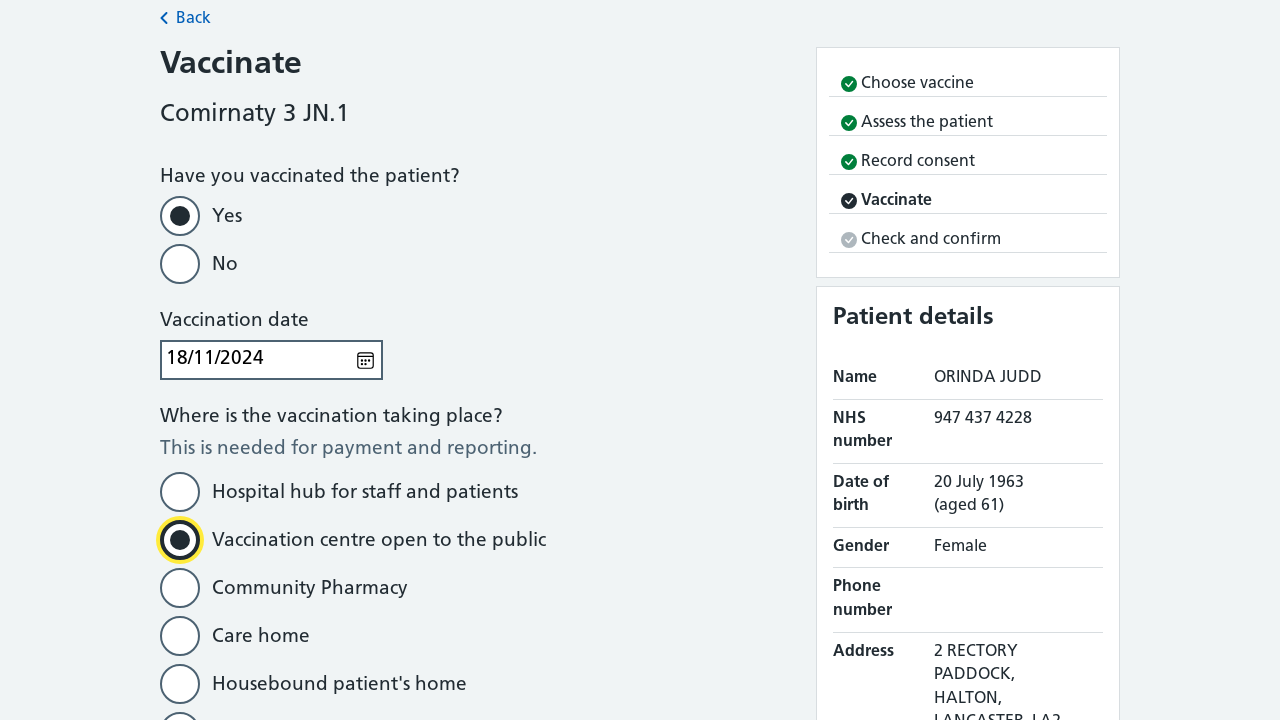 Back
Vaccinate
Comirnaty 3 JN.1
Have you vaccinated the patient?
Yes
No
Vaccination date
18/11/2024
Where is the vaccination taking place?
This is needed for payment and reporting.
Hospital hub for staff and patients
Vaccination centre open to the public
Community Pharmacy
Care home
Housebound patient's home
Choose vaccine
Assess the patient
Record consent
Vaccinate
Check and confirm
Patient details
Name ORINDA JUDD
NHS number 947 437 4228
Date of birth 20 July 1963 (aged 61)
Gender Female
Phone number
Address 2 RECTORY
PADDOCK,
HALTON,
LANCASTER, LA2